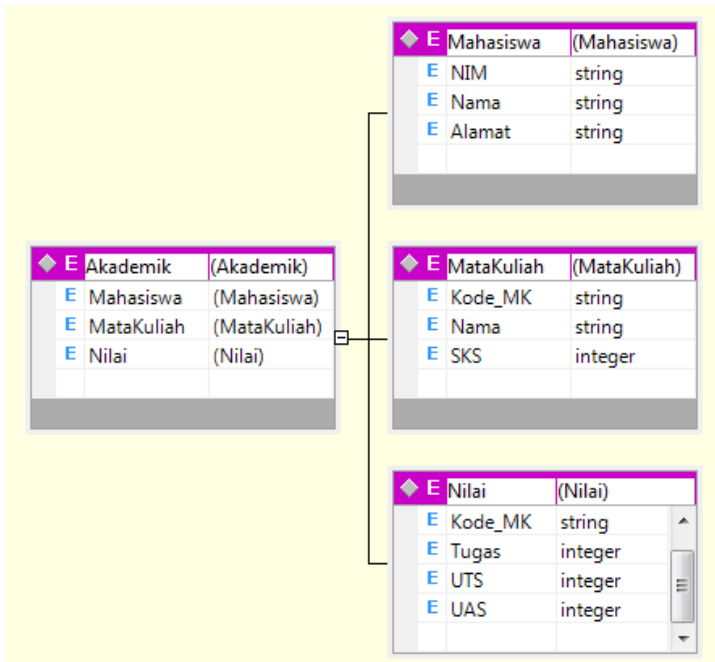 E Mahasiswa (Mahasiswa)
E NIM string
E Nama string
E Alamat string
E Akademik (Akademik)
E Mahasiswa (Mahasiswa)
E MataKuliah (MataKuliah)
E Nilai (Nilai)
E MataKuliah (MataKuliah)
E Kode_MK string
E Nama string
E SKS integer
E Nilai (Nilai)
E Kode_MK string
E Tugas integer
E UTS integer
E UAS integer